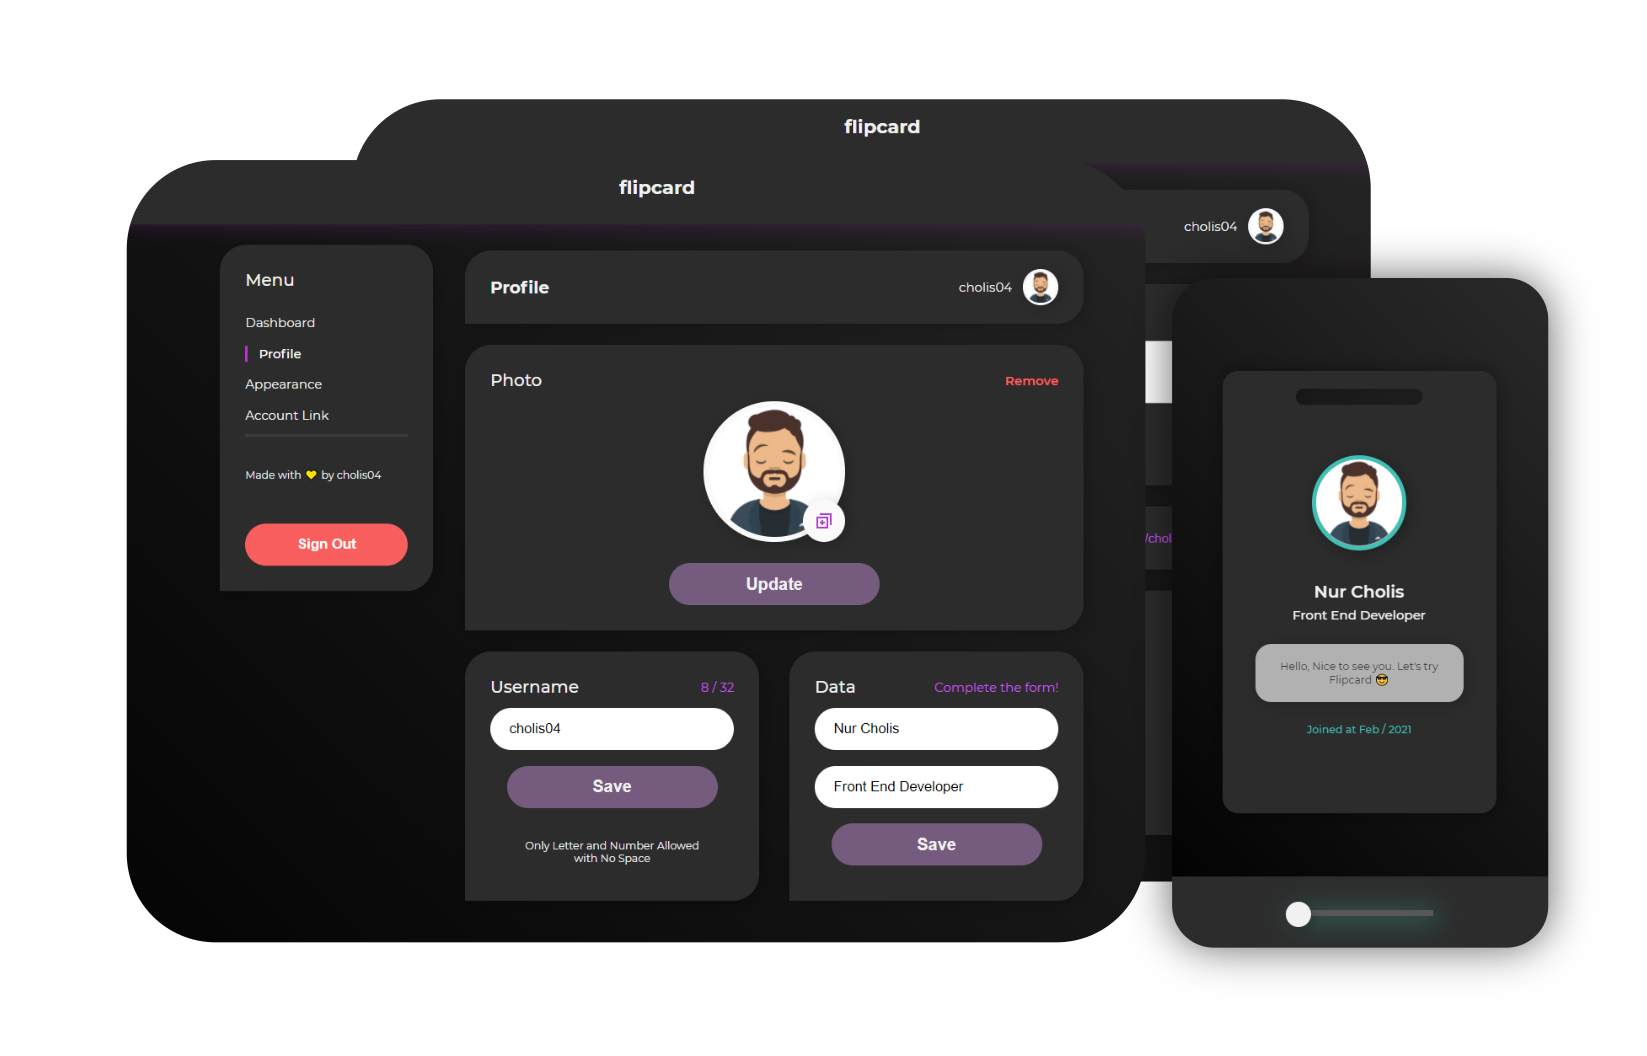 flipcard
flipcard
cholis04
Menu
Dashboard
Profile
Appearance
Account Link
Made with 💛 by cholis04
Sign Out
Profile
cholis04
Photo
Remove
Update
Username
8 / 32
cholis04
Save
Only Letter and Number Allowed
with No Space
Data
Complete the form!
Nur Cholis
Front End Developer
Save
/chol
Nur Cholis
Front End Developer
Hello, Nice to see you. Let's try
Flipcard 😎
Joined at Feb / 2021